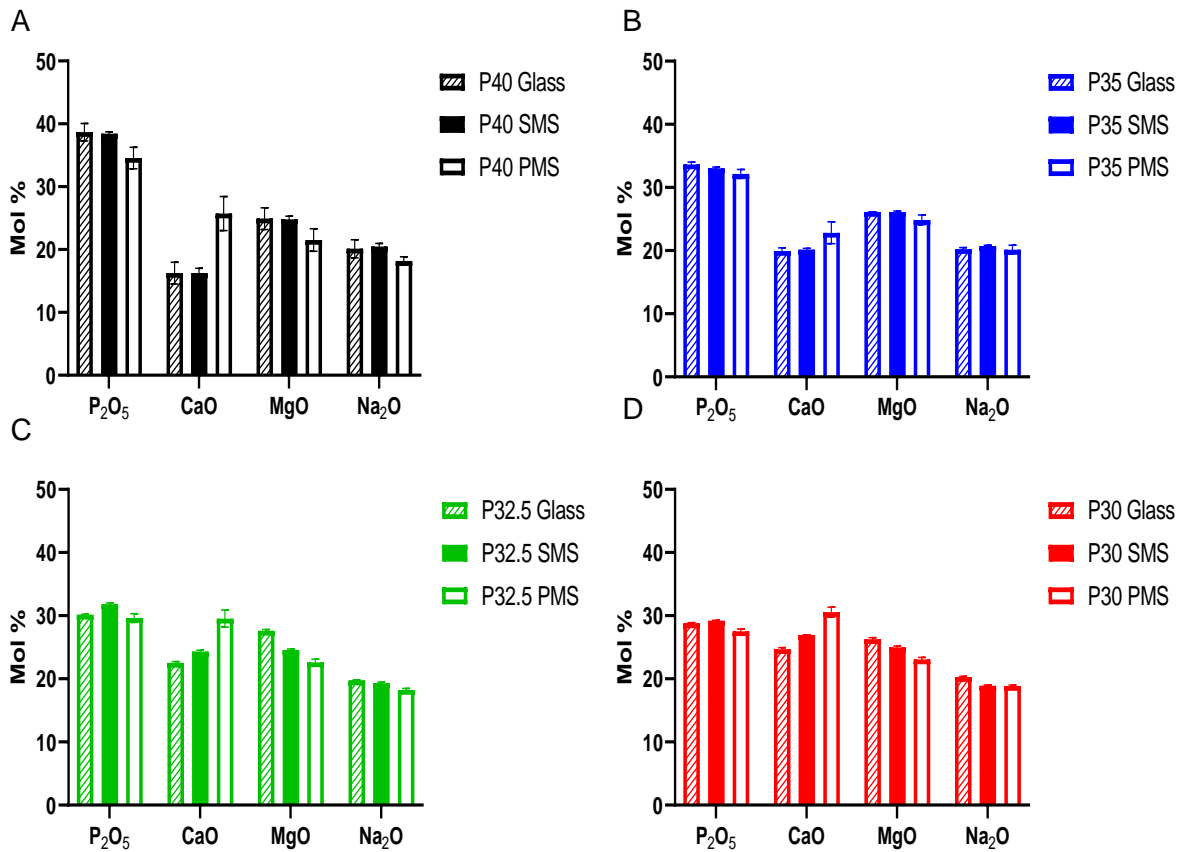 A
Mol %
50
40
30
20
10
0
P₂O₅ CaO MgO Na₂O
P40 Glass
P40 SMS
P40 PMS
B
Mol %
50
40
30
20
10
0
P₂O₅ CaO MgO Na₂O
P35 Glass
P35 SMS
P35 PMS
C
Mol %
50
40
30
20
10
0
P₂O₅ CaO MgO Na₂O
P32.5 Glass
P32.5 SMS
P32.5 PMS
D
Mol %
50
40
30
20
10
0
P₂O₅ CaO MgO Na₂O
P30 Glass
P30 SMS
P30 PMS